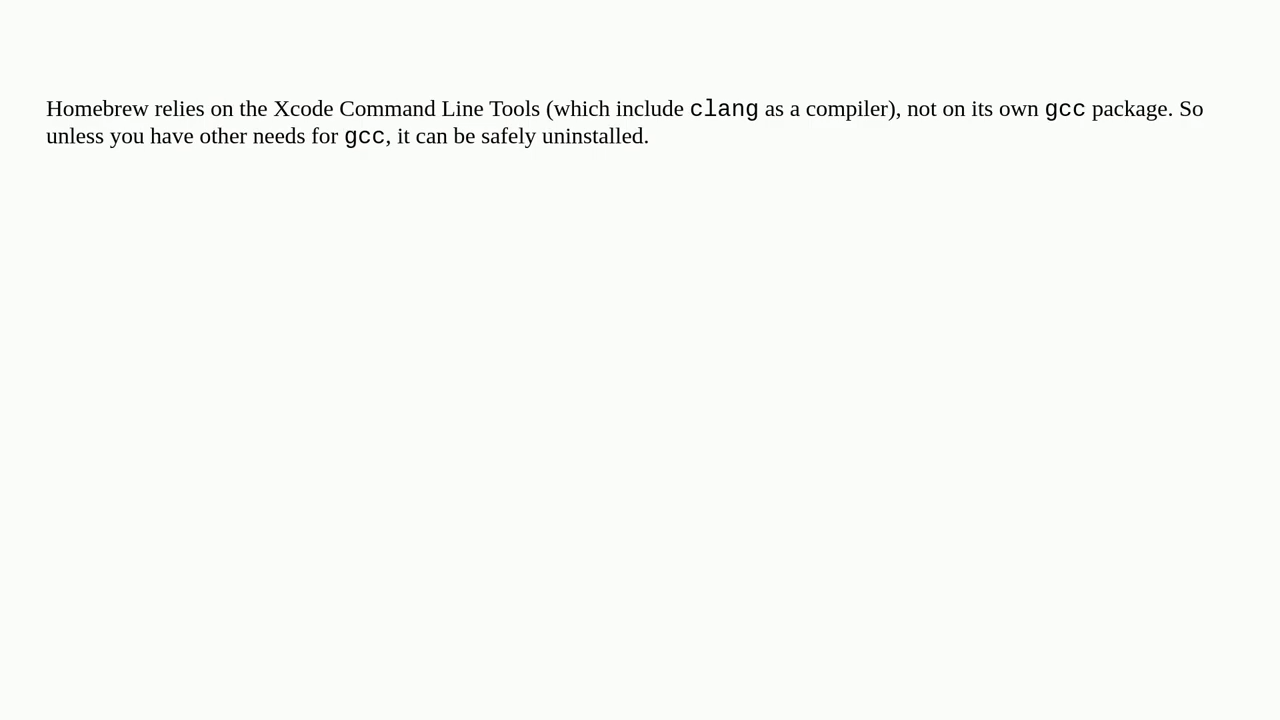 Homebrew relies on the Xcode Command Line Tools (which include clang as a compiler), not on its own gcc package. So
unless you have other needs for gcc, it can be safely uninstalled.